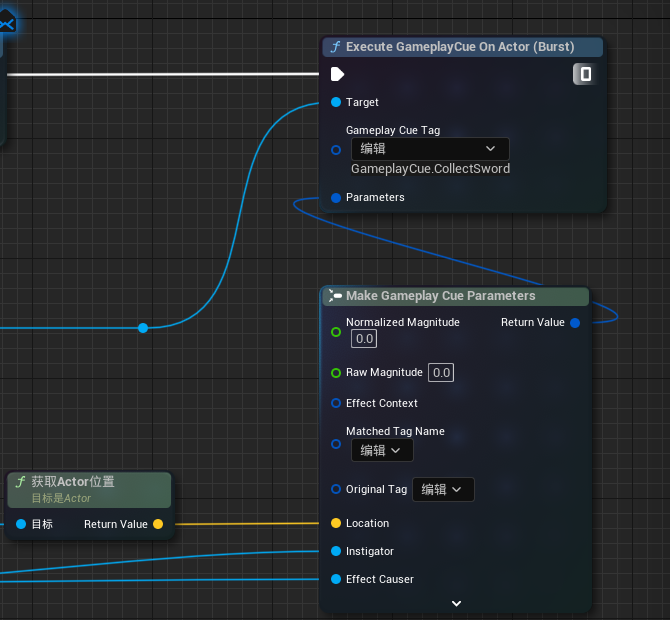 Execute GameplayCue On Actor (Burst)
Target
Gameplay Cue Tag
编辑
GameplayCue.CollectSword
Parameters
Make Gameplay Cue Parameters
Normalized Magnitude
Return Value
0.0
Raw Magnitude 0.0
Effect Context
Matched Tag Name
编辑
Original Tag 编辑
f 获取Actor位置
目标是Actor
目标 Return Value
Location
Instigator
Effect Causer